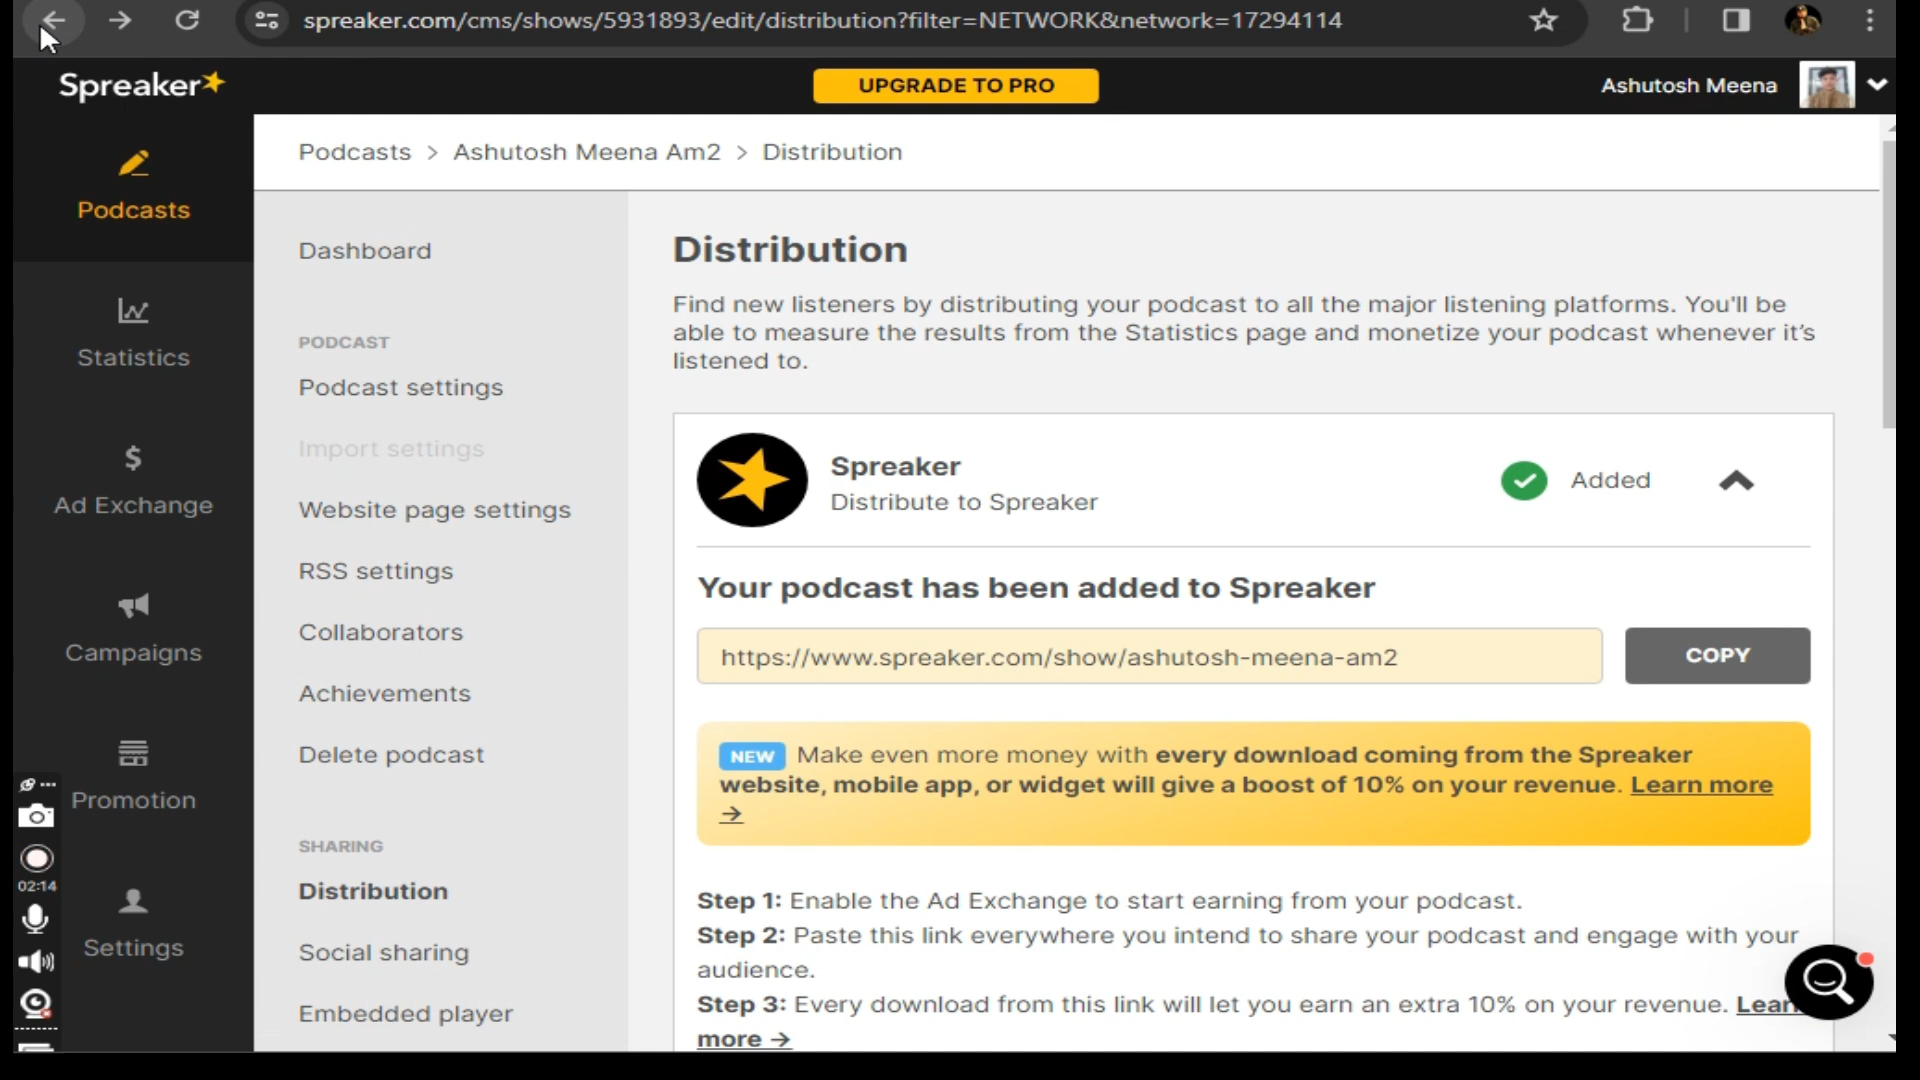 spreaker.com/cms/shows/5931893/edit/distribution?filter=NETWORK&network=17294114
Spreaker
UPGRADE TO PRO
Ashutosh Meena
Podcasts
Statistics
Ad Exchange
Campaigns
Promotion
Settings
02:14
Podcasts > Ashutosh Meena Am2 > Distribution
Dashboard
PODCAST
Podcast settings
Import settings
Website page settings
RSS settings
Collaborators
Achievements
Delete podcast
SHARING
Distribution
Social sharing
Embedded player
Distribution
Find new listeners by distributing your podcast to all the major listening platforms. You'll be
able to measure the results from the Statistics page and monetize your podcast whenever it's
listened to.
Spreaker
Distribute to Spreaker
Added
Your podcast has been added to Spreaker
https://www.spreaker.com/show/ashutosh-meena-am2
COPY
NEW Make even more money with every download coming from the Spreaker
website, mobile app, or widget will give a boost of 10% on your revenue. Learn more
→
Step 1: Enable the Ad Exchange to start earning from your podcast.
Step 2: Paste this link everywhere you intend to share your podcast and engage with your
audience.
Step 3: Every download from this link will let you earn an extra 10% on your revenue. Learn
more →